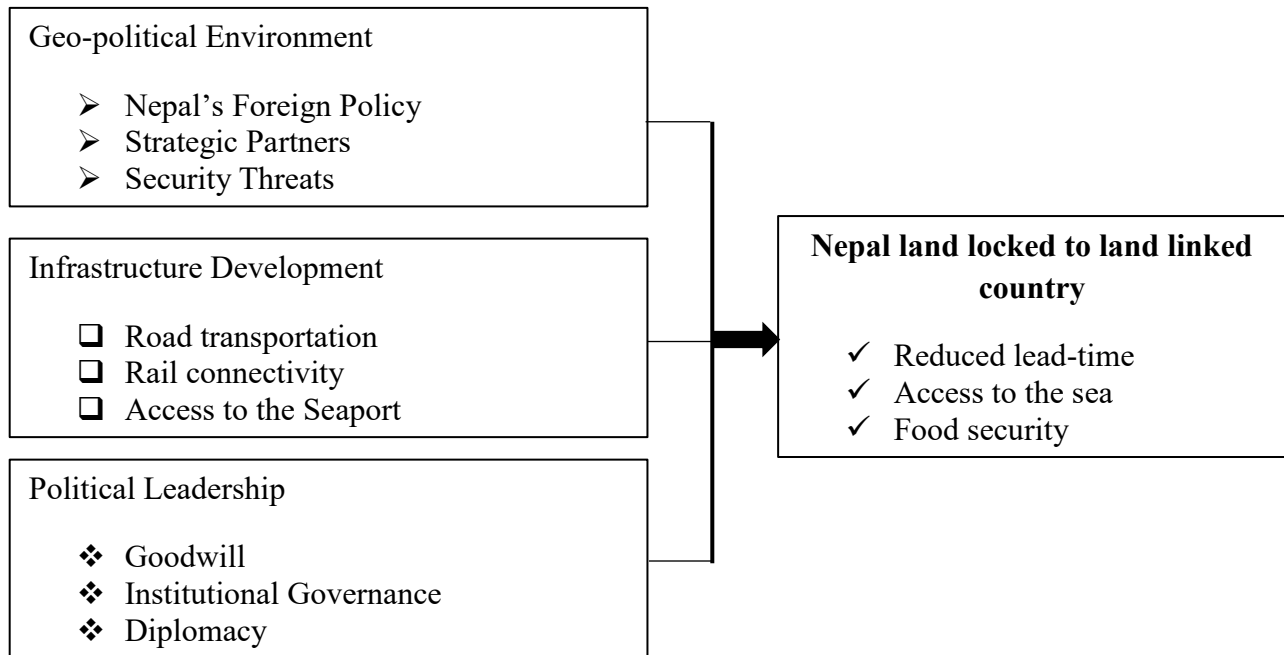 Geo-political Environment
➢ Nepal’s Foreign Policy
➢ Strategic Partners
➢ Security Threats
Infrastructure Development
❑ Road transportation
❑ Rail connectivity
❑ Access to the Seaport
Political Leadership
❖ Goodwill
❖ Institutional Governance
❖ Diplomacy
Nepal land locked to land linked
country
✓ Reduced lead-time
✓ Access to the sea
✓ Food security